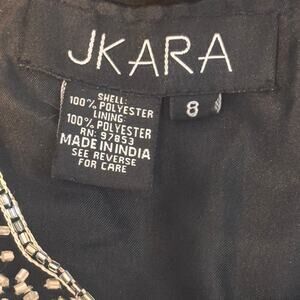 JKARA
SHELL:
100% POLYESTER
LINING:
100% POLYESTER
RN: 97853
MADE IN INDIA
SEE REVERSE
FOR CARE
8